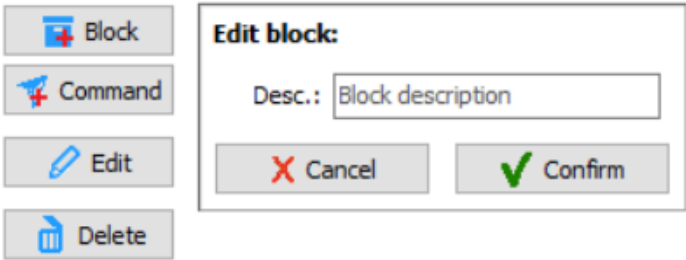 Block
Command
Edit
Delete
Edit block:
Desc.: Block description
Cancel
Confirm